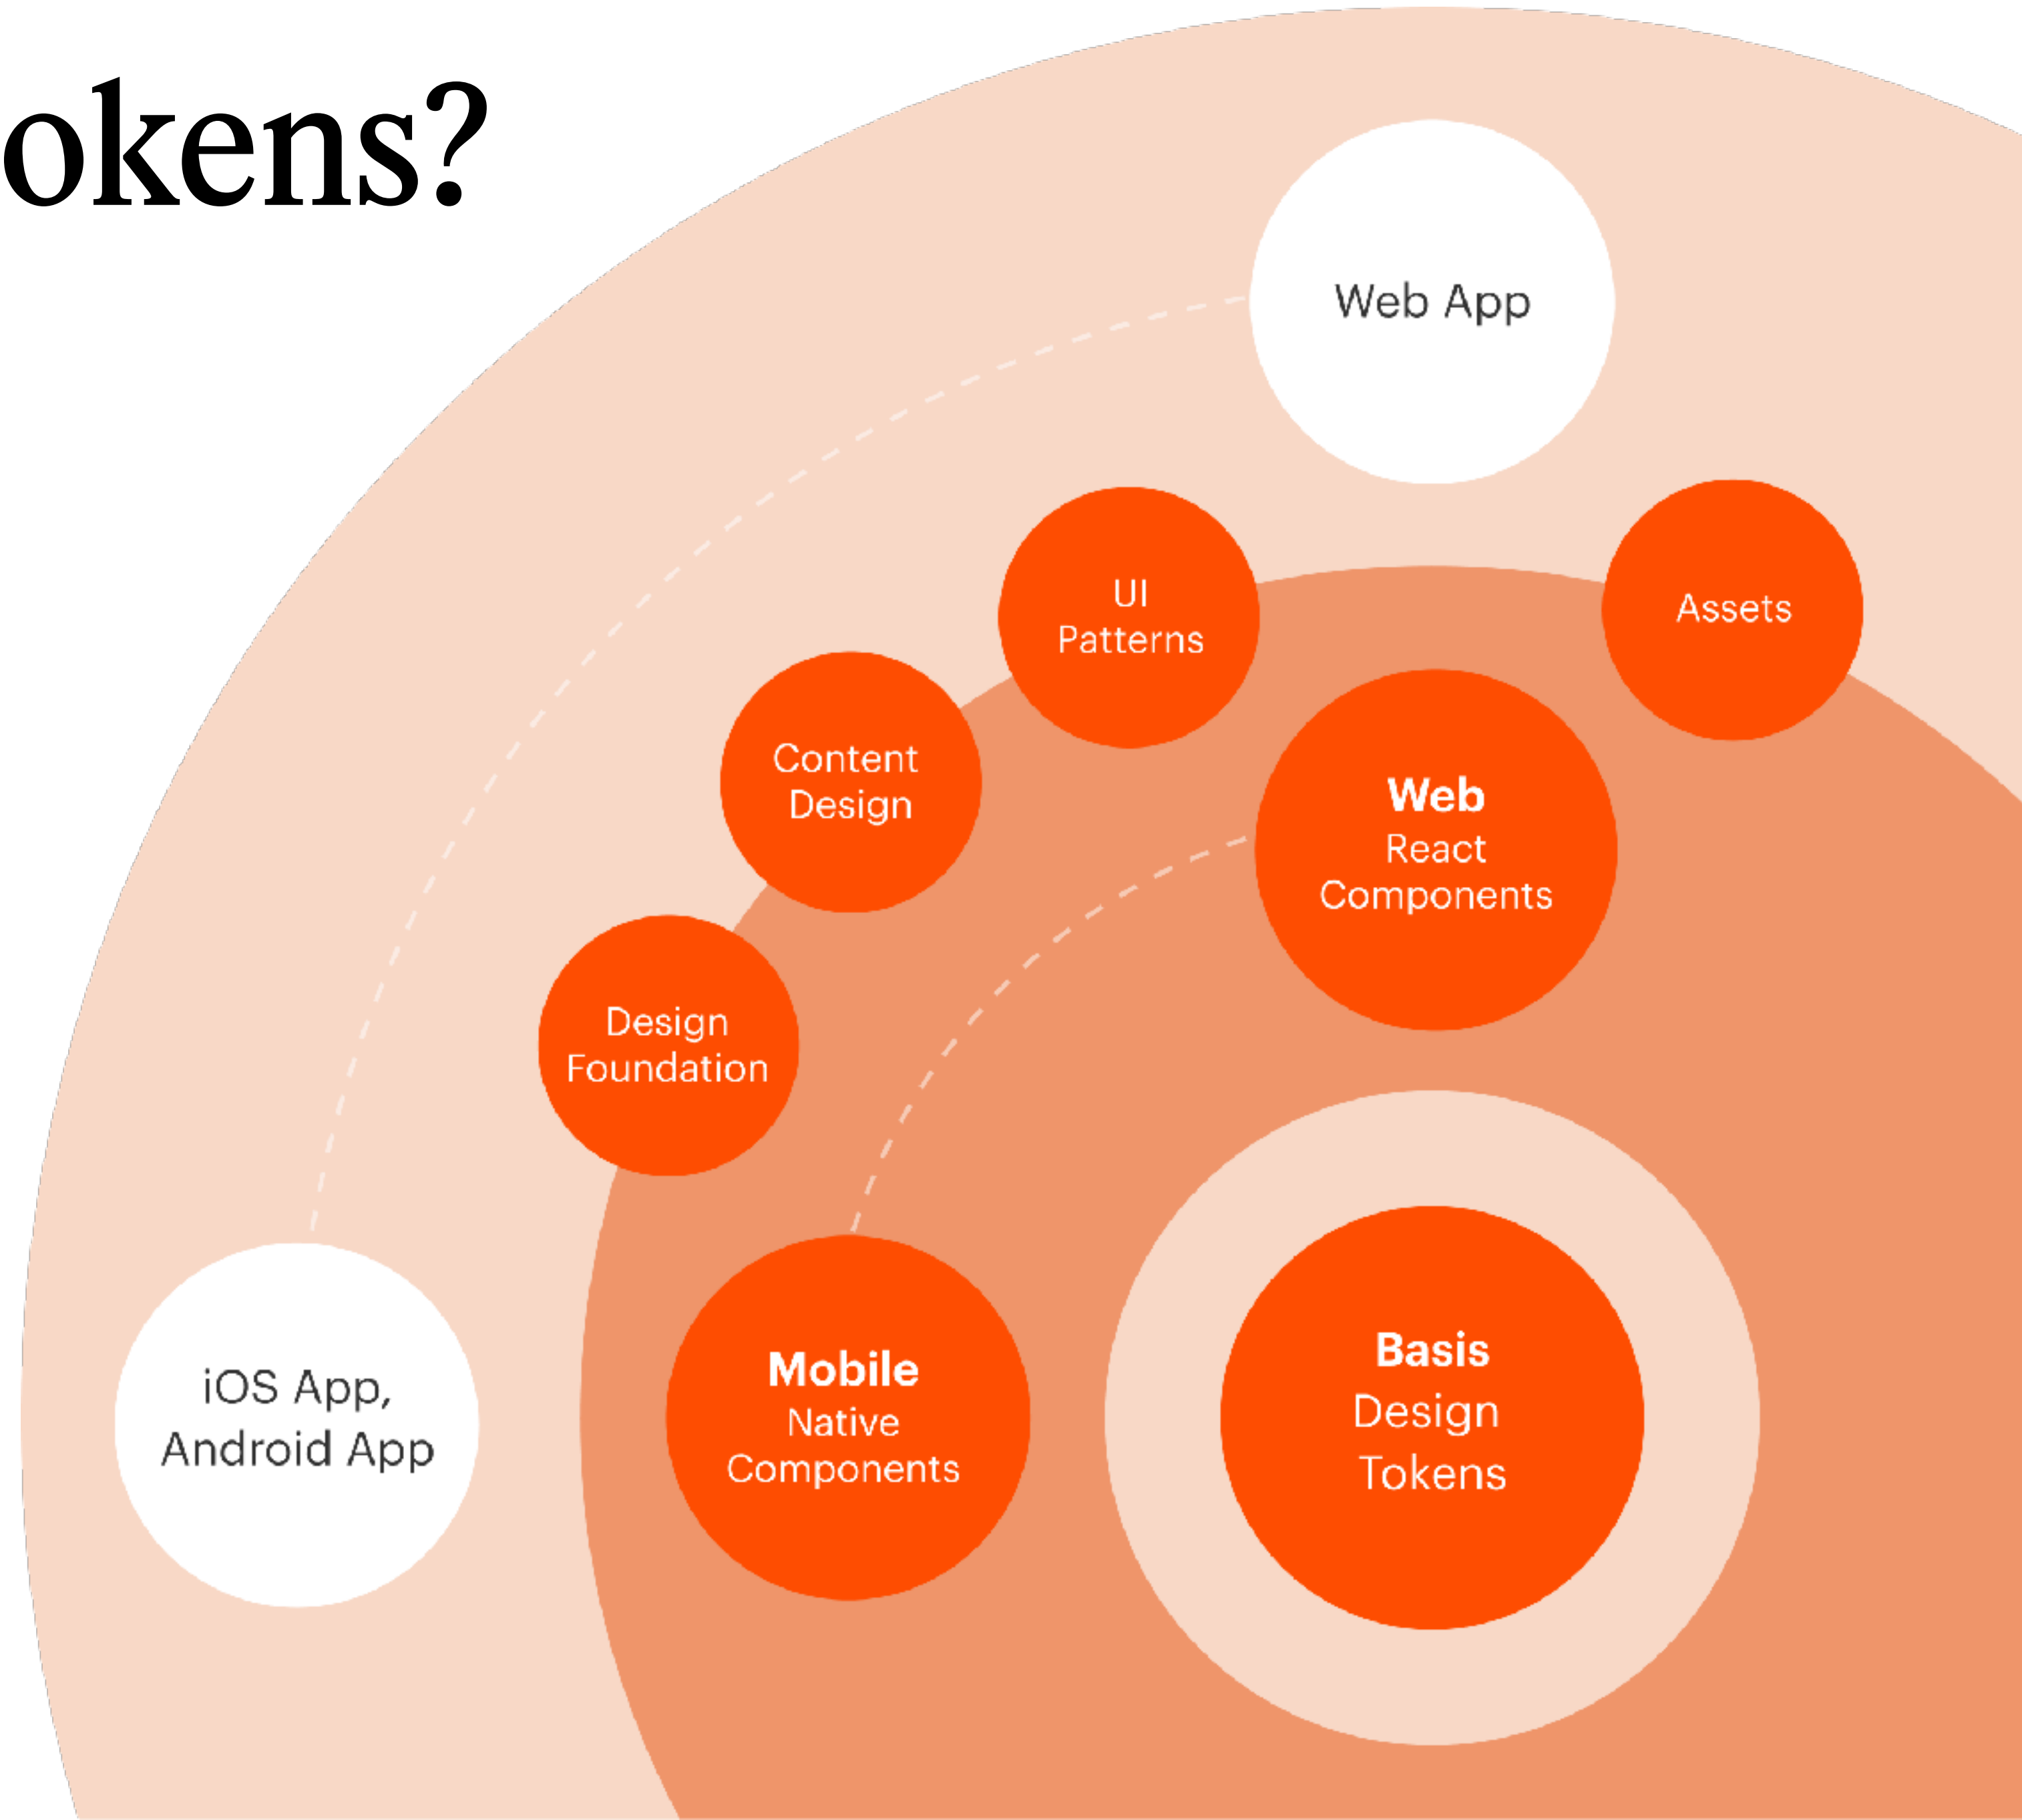 okens?
Web App
UI
Patterns
Assets
Content
Design
Web
React
Components
Design
Foundation
iOS App,
Android App
Mobile
Native
Components
Basis
Design
Tokens